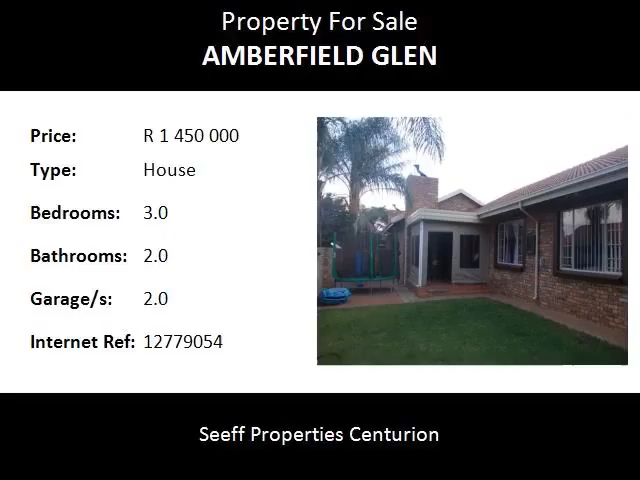 Property For Sale
AMBERFIELD GLEN
Price: R 1 450 000
Type: House
Bedrooms: 3.0
Bathrooms: 2.0
Garage/s: 2.0
Internet Ref: 12779054
Seeff Properties Centurion